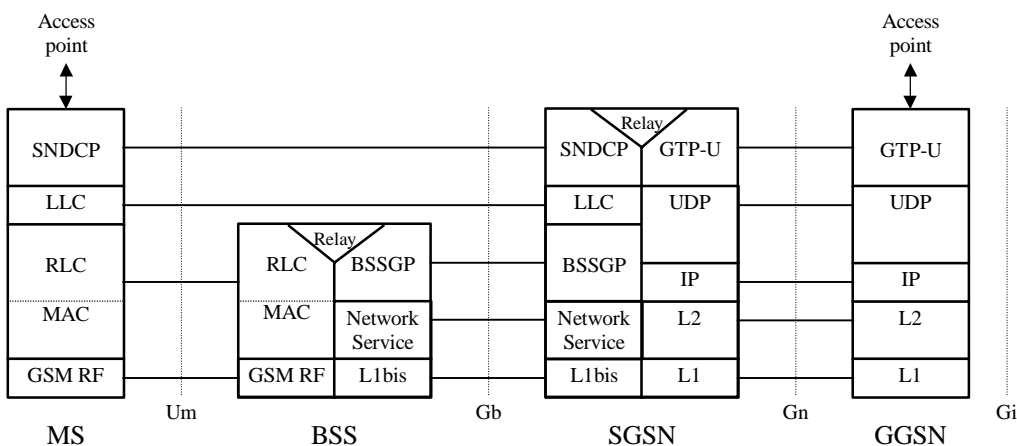 Access
point
Access
point
Relay
SNDCP
SNDCP
GTP-U
GTP-U
LLC
LLC
UDP
UDP
Relay
RLC
RLC
BSSGP
BSSGP
IP
IP
MAC
MAC
Network
Service
Network
Service
L2
L2
GSM RF
GSM RF
L1bis
L1bis
L1
L1
Um
Gb
Gn
Gi
MS
BSS
SGSN
GGSN